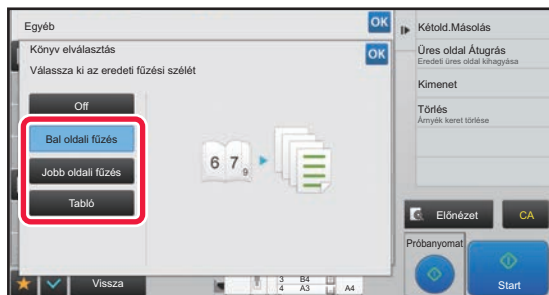 Egyéb
OK
Könyv elválasztás
OK
Válassza ki az eredeti fűzési szélét
Off
Bal oldali fűzés
Jobb oldali fűzés
Tabló
6 7 9
Vissza
3 B4
4 A3
A4
Kétold.Másolás
Üres oldal Átugrás
Eredeti üres oldal kihagyása
Kimenet
Törlés
Árnyék keret törlése
Előnézet
CA
Próbanyomat
Start